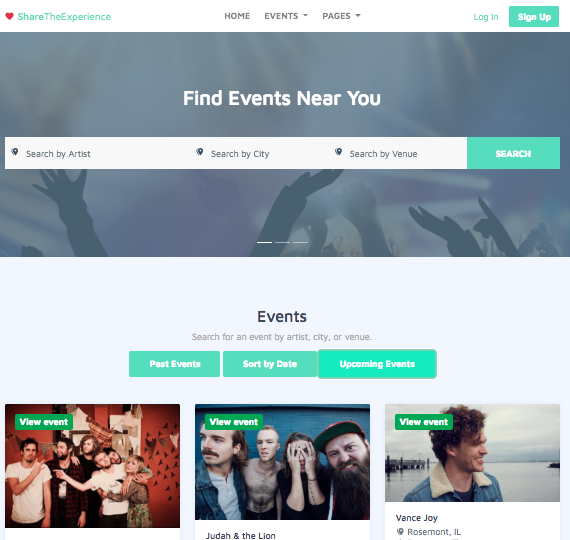 ShareTheExperience HOME EVENTS PAGES Log In Sign Up
Find Events Near You
Search by Artist Search by City Search by Venue SEARCH
Events
Search for an event by artist, city, or venue.
Past Events Sort by Date Upcoming Events
View event View event View event
Judah & the Lion
Vance Joy
Rosemont, IL